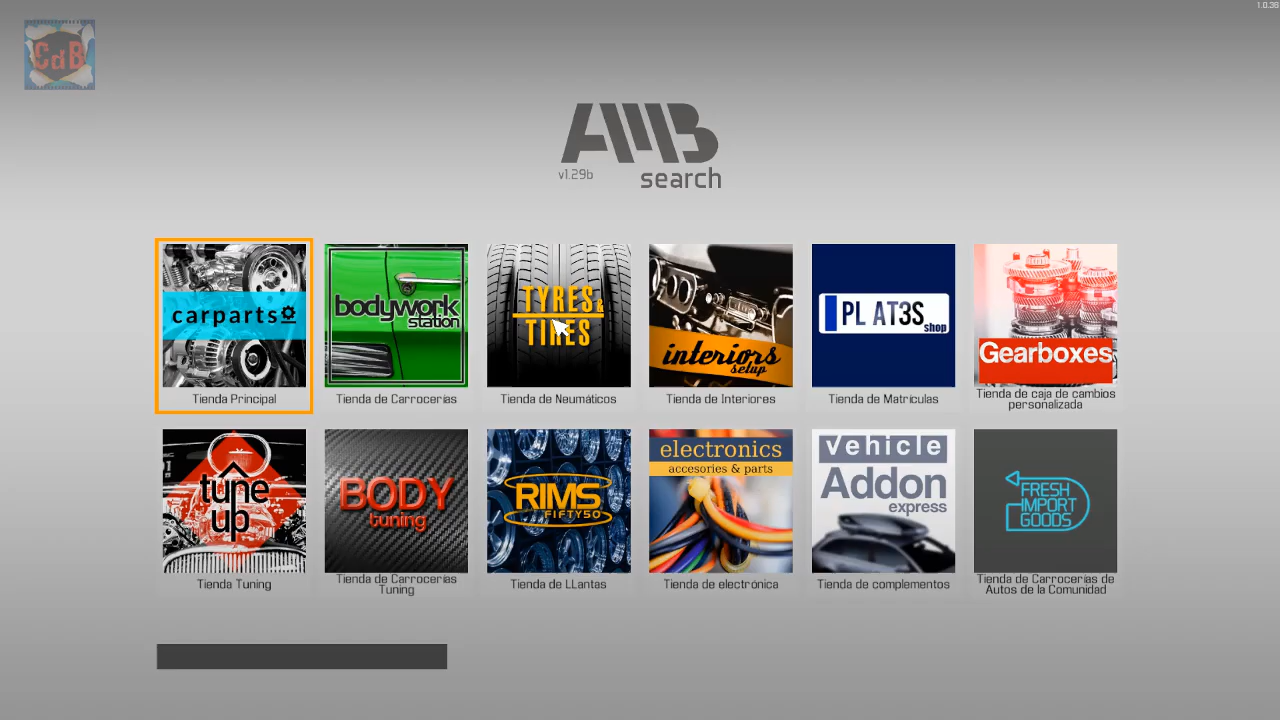 1.0.36
CdB
AMB
v1.29b
search
carparts
Tienda Principal
bodywork
station
Tienda de Carrocerías
TYRES&
TIRES
Tienda de Neumáticos
interiors
setup
Tienda de Interiores
PL AT3S
shop
Tienda de Matriculas
Gearboxes
Tienda de caja de cambios
personalizada
tune
up
Tienda Tuning
BODY
tuning
Tienda de Carrocerías
Tuning
RIMS
FIFTY50
Tienda de LLantas
electronics
accesories & parts
Tienda de electrónica
vehicle
Addon
express
Tienda de complementos
FRESH
IMPORT
GOODS
Tienda de Carrocerías de
Autos de la Comunidad